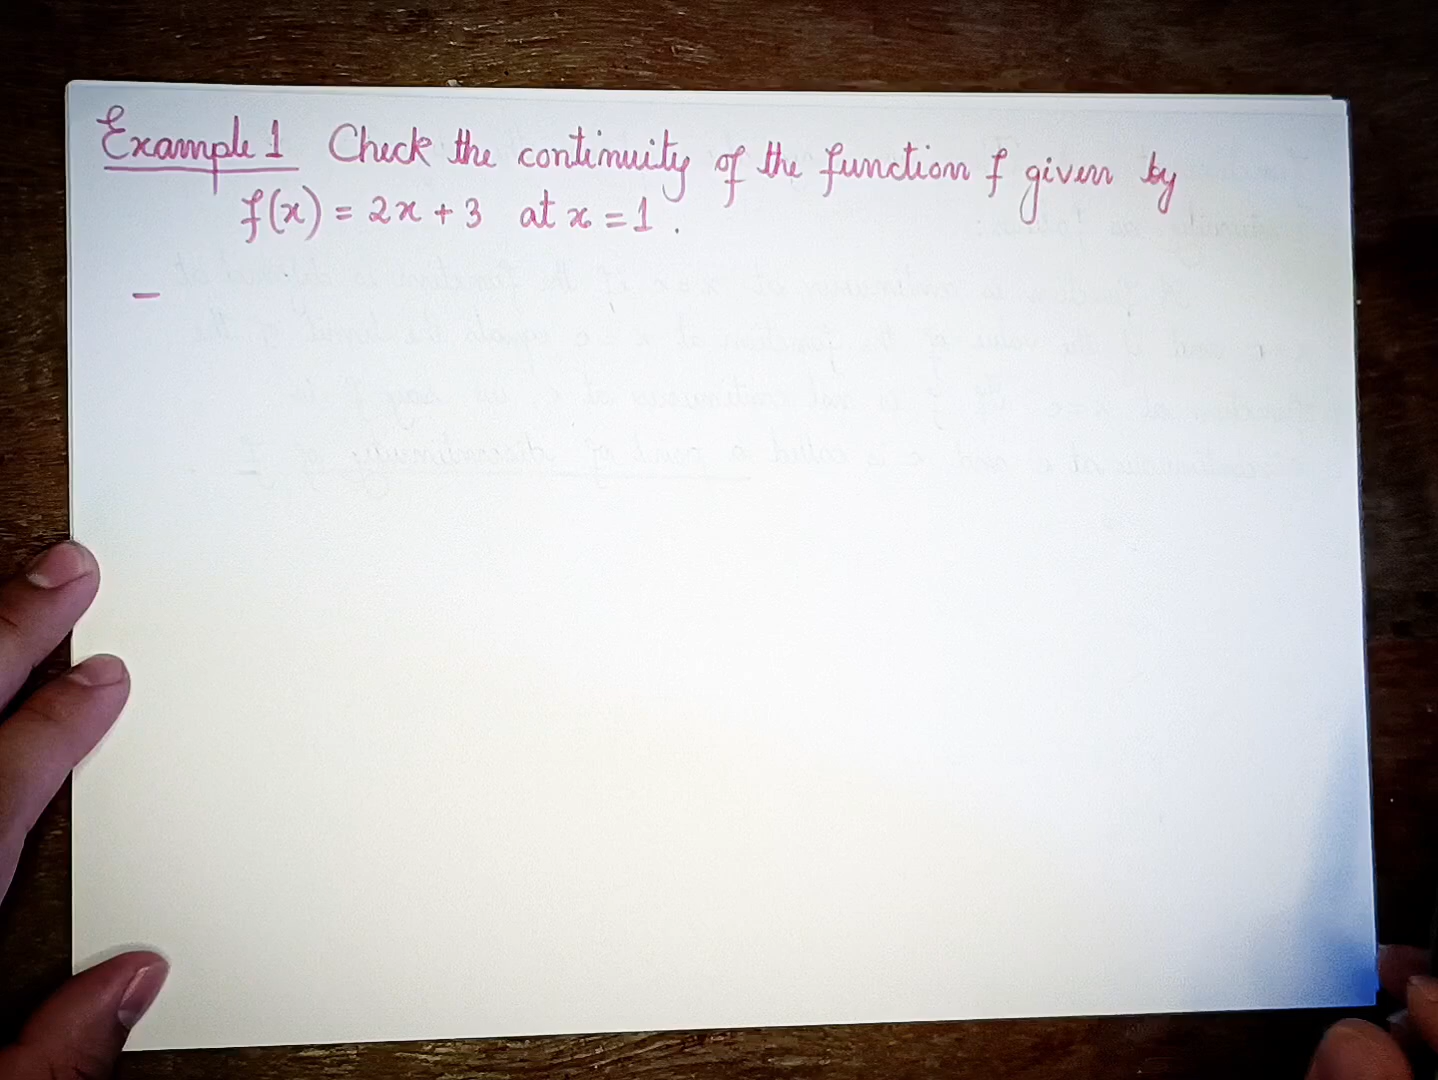 Example 1 Check the continuity of the function f given by
f(x) = 2x + 3 at x = 1.
-